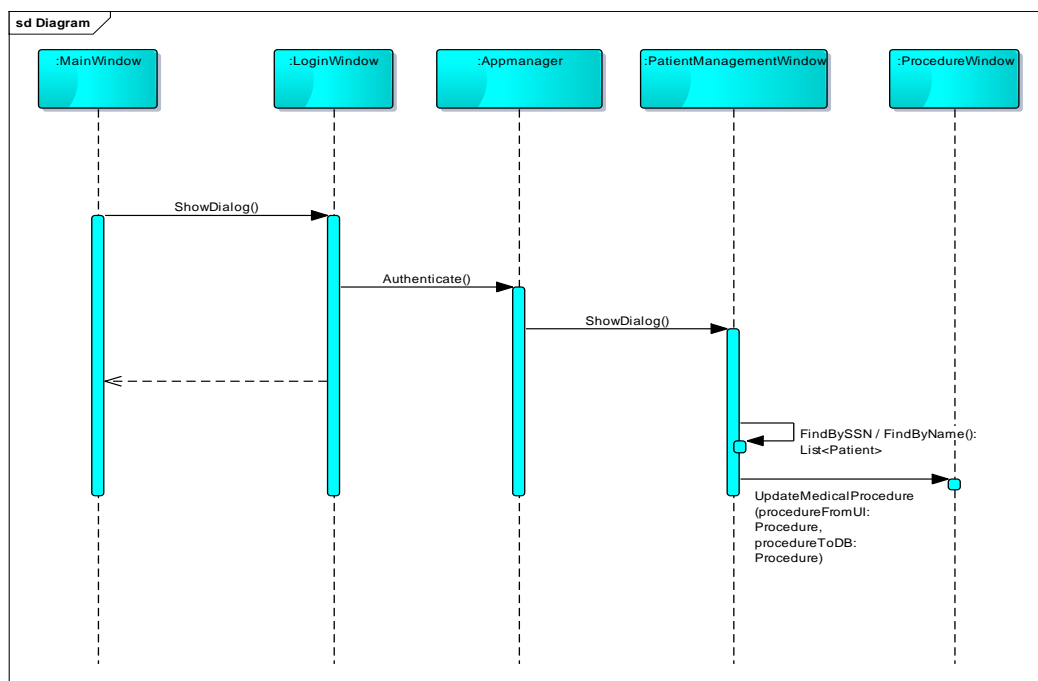 sd Diagram
:MainWindow
:LoginWindow
:Appmanager
:PatientManagementWindow
:ProcedureWindow
ShowDialog()
Authenticate()
ShowDialog()
FindBySSN / FindByName():
List<Patient>
UpdateMedicalProcedure
(procedureFromUI:
Procedure,
procedureToDB:
Procedure)